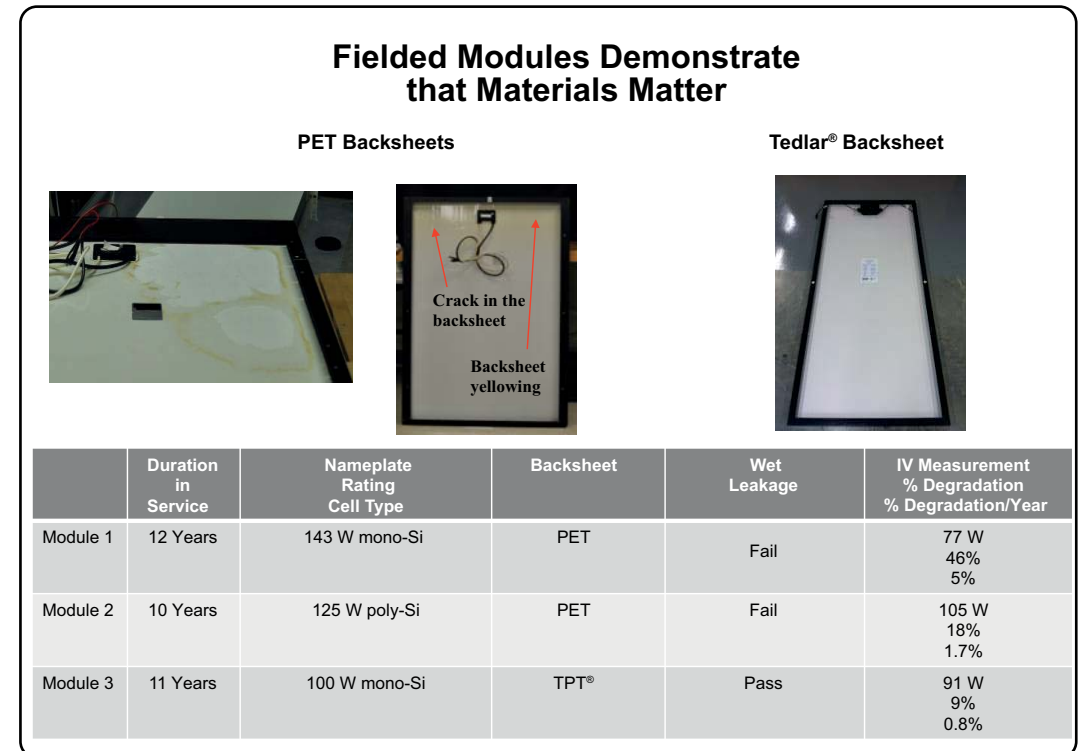 Fielded Modules Demonstrate
that Materials Matter
PET Backsheets
Tedlar® Backsheet
Crack in the
backsheet
Backsheet
yellowing
Duration
in
Service
Nameplate
Rating
Cell Type
Backsheet
Wet
Leakage
IV Measurement
% Degradation
% Degradation/Year
Module 1
12 Years
143 W mono-Si
PET
Fail
77 W
46%
5%
Module 2
10 Years
125 W poly-Si
PET
Fail
105 W
18%
1.7%
Module 3
11 Years
100 W mono-Si
TPT®
Pass
91 W
9%
0.8%